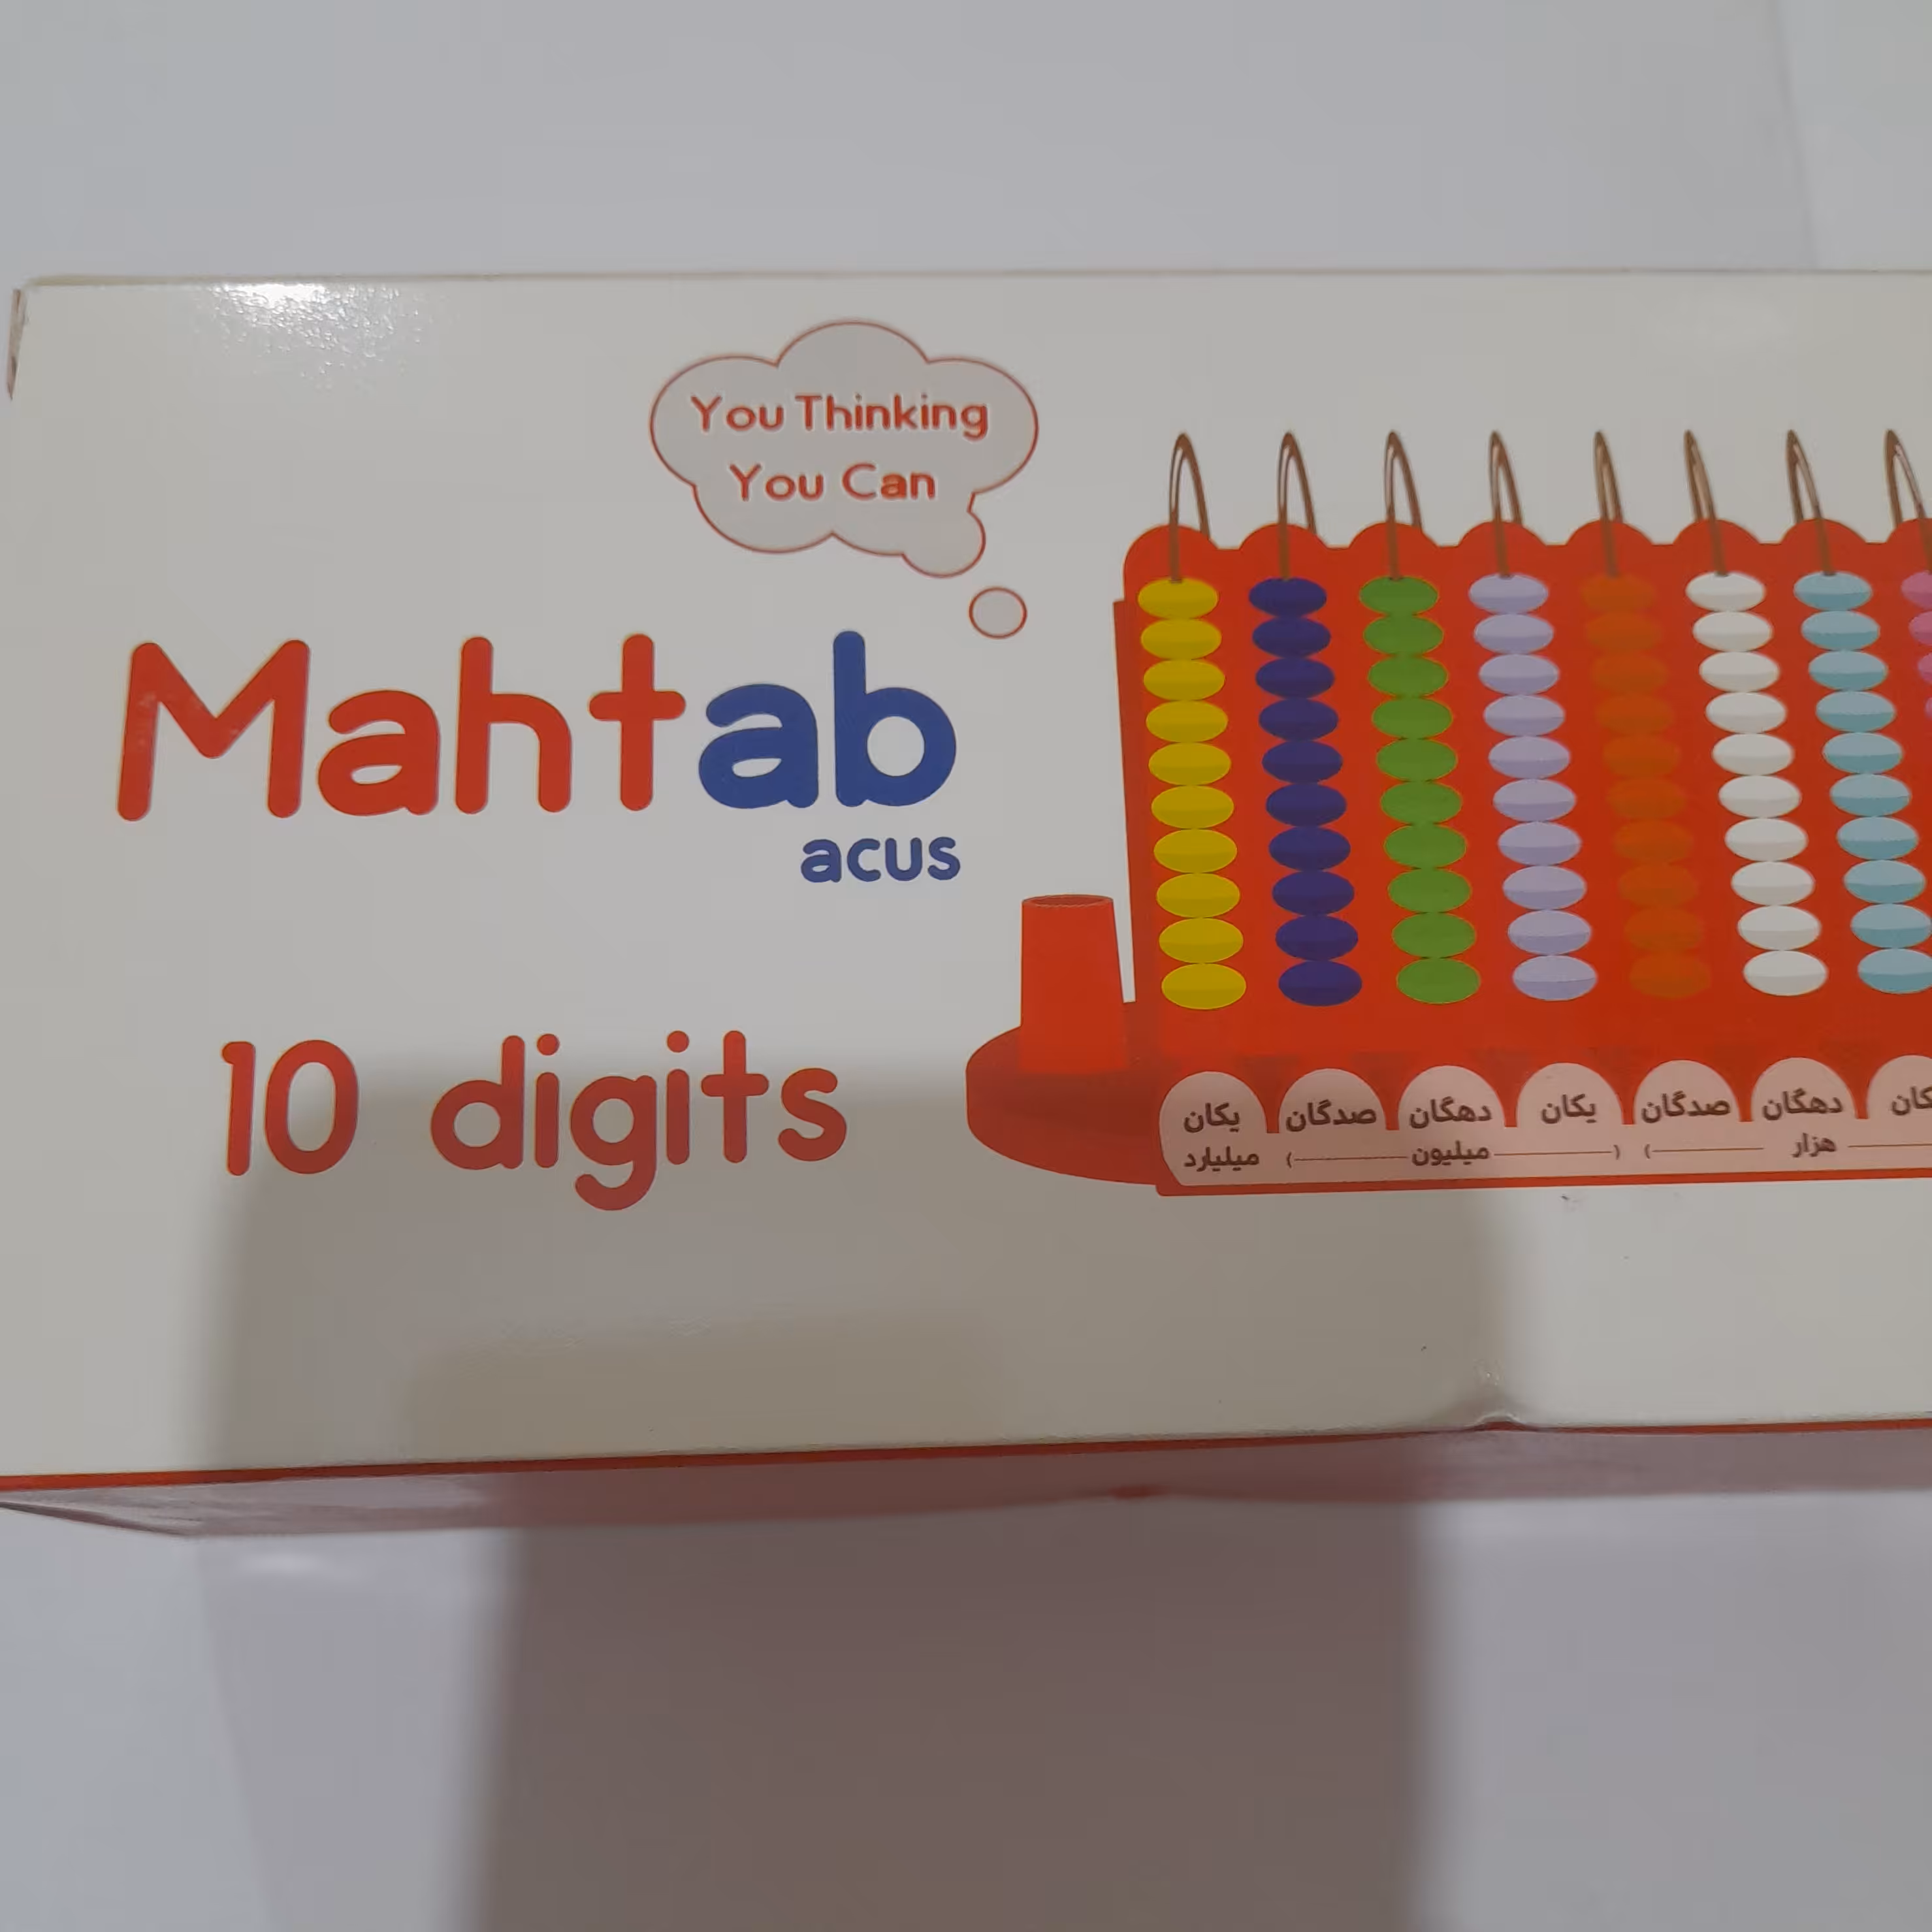 You Thinking
You Can
Mahtab
acus
10 digits
یکان صدگان دهگان یکان صدگان دهگان
میلیارد میلیون هزار